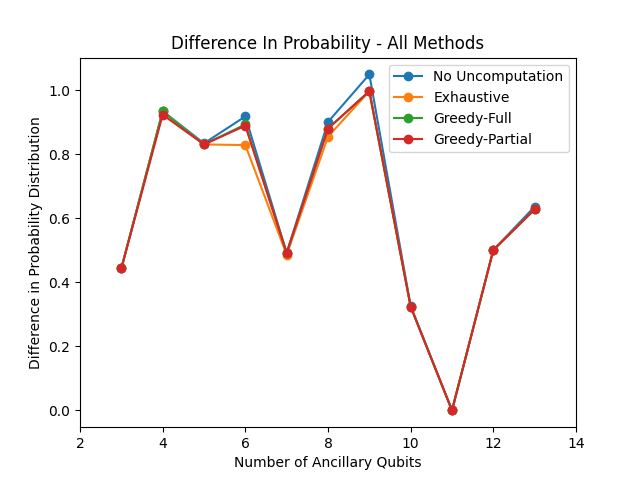 Difference In Probability - All Methods
No Uncomputation
Exhaustive
Greedy-Full
Greedy-Partial
Difference in Probability Distribution
1.0
0.8
0.6
0.4
0.2
0.0
2 4 6 8 10 12 14
Number of Ancillary Qubits